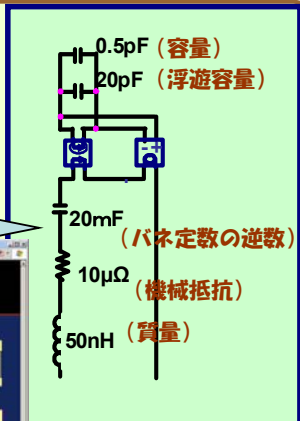 0.5pF（容量）
20pF（浮遊容量）
20mF
（バネ定数の逆数）
10μΩ
（機械抵抗）
50nH（質量）